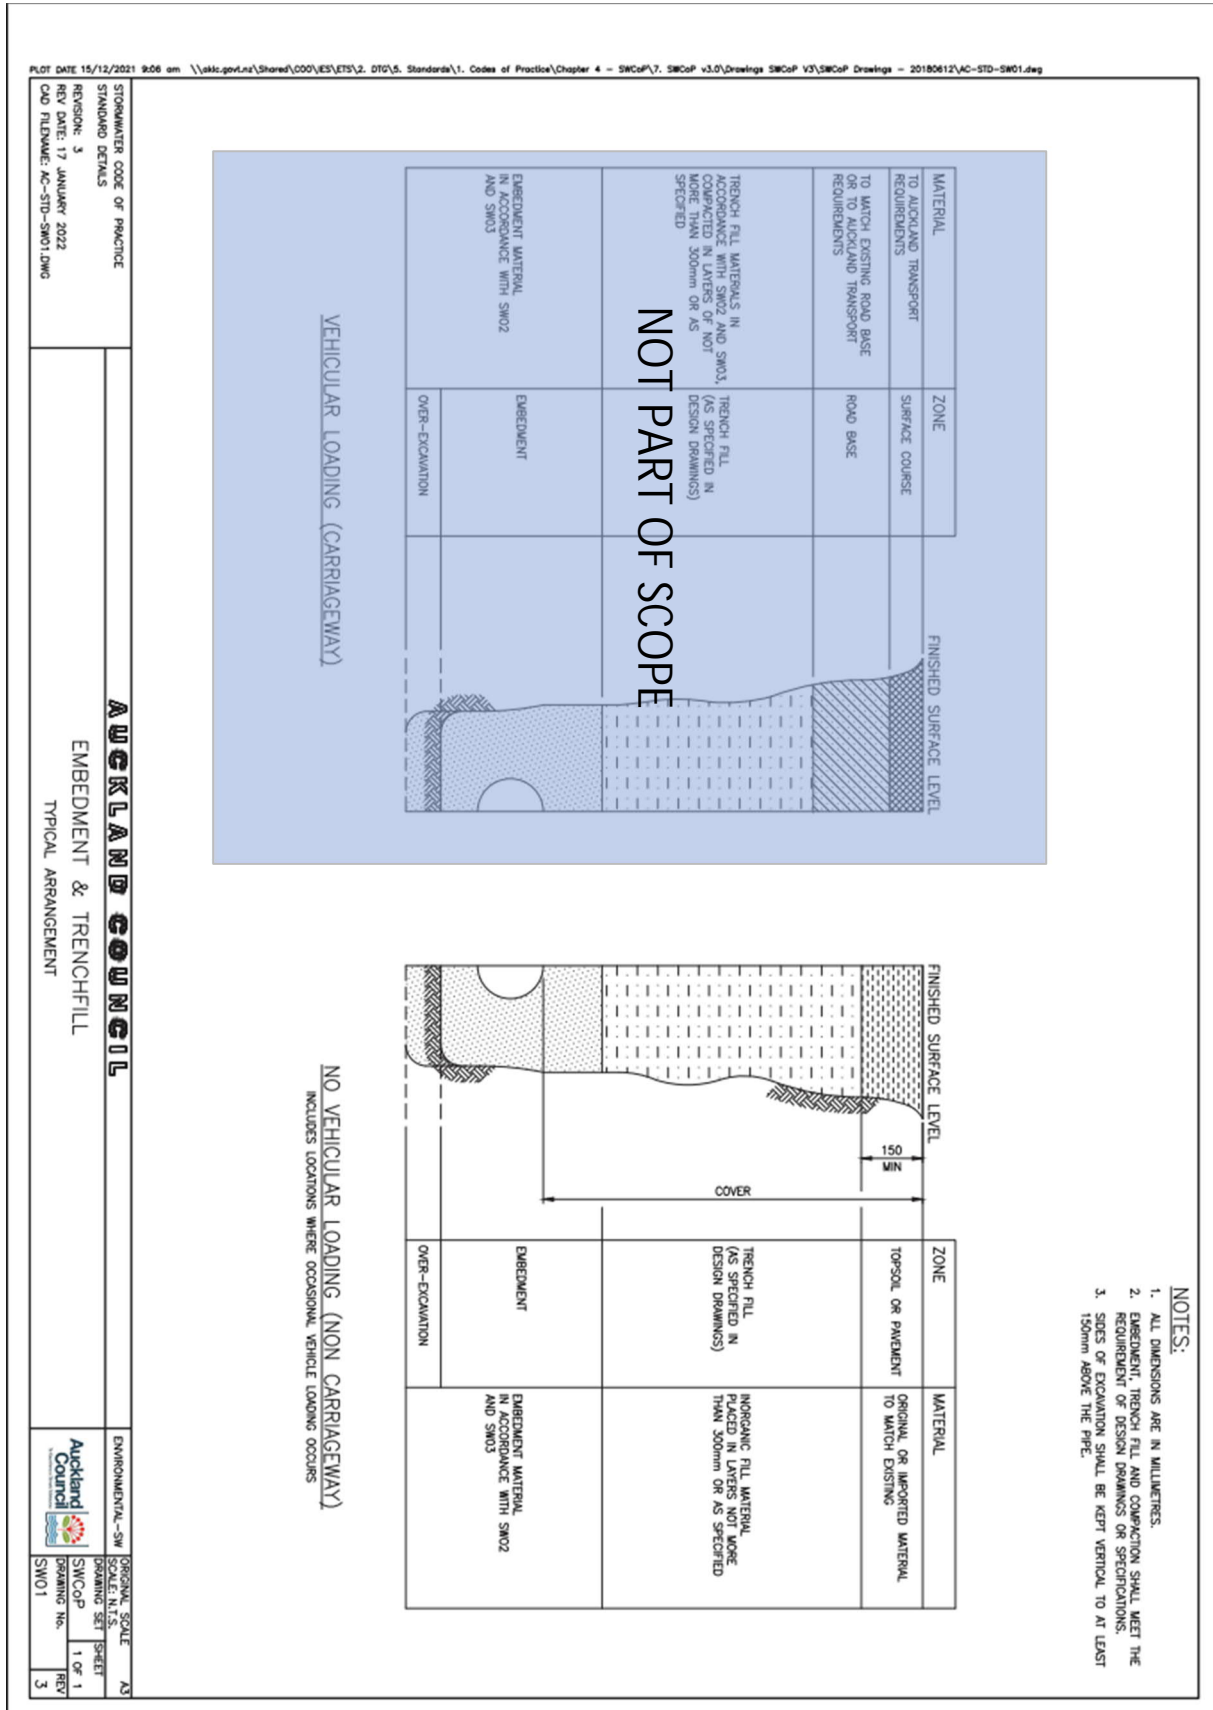 PLOT DATE 15/12/2021 9:06 am \\aklc.govt.nz\Shared\COO\IES\ETS\2. DTG\5. Standards\1. Codes of Practice\Chapter 4 - SWCoP\7. SWCoP v3.0\Drawings SWCoP V3\SWCoP Drawings - 20180612\AC-STD-SW01.dwg
NOTES:
1. ALL DIMENSIONS ARE IN MILLIMETRES.
2. EMBEDMENT, TRENCH FILL AND COMPACTION SHALL MEET THE
REQUIREMENT OF DESIGN DRAWINGS OR SPECIFICATIONS.
3. SIDES OF EXCAVATION SHALL BE KEPT VERTICAL TO AT LEAST
150mm ABOVE THE PIPE.
MATERIAL
ZONE
FINISHED SURFACE LEVEL
TO AUCKLAND TRANSPORT
REQUIREMENTS
SURFACE COURSE
TO MATCH EXISTING ROAD BASE
OR TO AUCKLAND TRANSPORT
REQUIREMENTS
ROAD BASE
TRENCH FILL MATERIALS IN
ACCORDANCE WITH SW02 AND SW03,
COMPACTED IN LAYERS OF NOT
MORE THAN 300mm OR AS
SPECIFIED
TRENCH FILL
(AS SPECIFIED IN
DESIGN DRAWINGS)
NOT PART OF SCOPE
EMBEDMENT MATERIAL
IN ACCORDANCE WITH SW02
AND SW03
EMBEDMENT
OVER-EXCAVATION
VEHICULAR LOADING (CARRIAGEWAY)
FINISHED SURFACE LEVEL
150
MIN
COVER
ZONE
MATERIAL
TOPSOIL OR PAVEMENT
ORIGINAL OR IMPORTED MATERIAL
TO MATCH EXISTING
TRENCH FILL
(AS SPECIFIED IN
DESIGN DRAWINGS)
INORGANIC FILL MATERIAL
PLACED IN LAYERS NOT MORE
THAN 300mm OR AS SPECIFIED
EMBEDMENT
EMBEDMENT MATERIAL
IN ACCORDANCE WITH SW02
AND SW03
OVER-EXCAVATION
NO VEHICULAR LOADING (NON CARRIAGEWAY)
INCLUDES LOCATIONS WHERE OCCASIONAL VEHICLE LOADING OCCURS
STORMWATER CODE OF PRACTICE
STANDARD DETAILS
REVISION: 3
REV DATE: 17 JANUARY 2022
CAD FILENAME: AC-STD-SW01.DWG
AUCKLAND COUNCIL
EMBEDMENT & TRENCHFILL
TYPICAL ARRANGEMENT
ENVIRONMENTAL-SW
Auckland
Council
ORIGINAL SCALE A3
SCALE: N.T.S.
DRAWING SET
SHEET
SWCoP
1 OF 1
DRAWING No.
REV
SW01
3